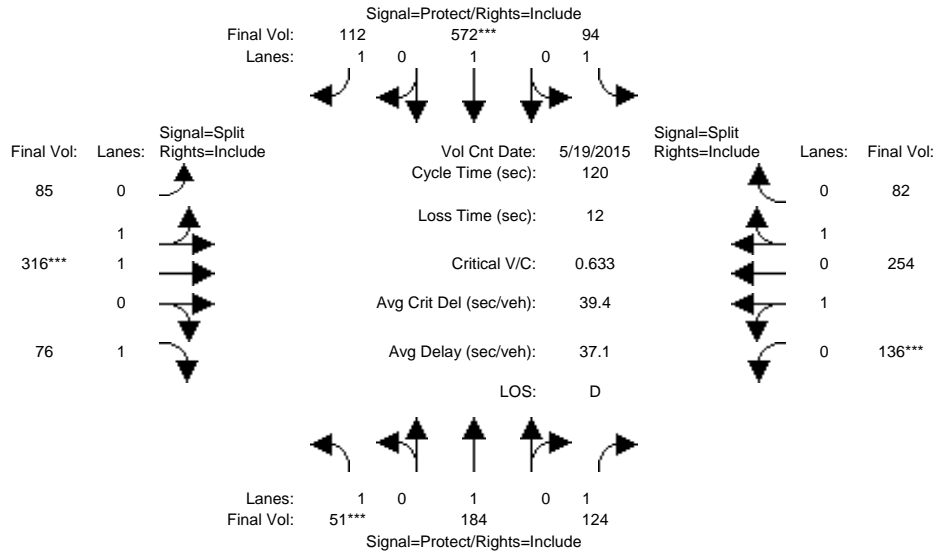 Signal=Protect/Rights=Include
Final Vol: 112 572*** 94
Lanes: 1 0 1 0 1
Signal=Split Signal=Split
Final Vol: Lanes: Rights=Include Vol Cnt Date: 5/19/2015 Rights=Include Lanes: Final Vol:
Cycle Time (sec): 120
85 0 0 82
Loss Time (sec): 12
1 1
316*** 1 Critical V/C: 0.633 0 254
0 Avg Crit Del (sec/veh): 39.4 1
76 1 Avg Delay (sec/veh): 37.1 0 136***
LOS: D
Lanes: 1 0 1 0 1
Final Vol: 51*** 184 124
Signal=Protect/Rights=Include